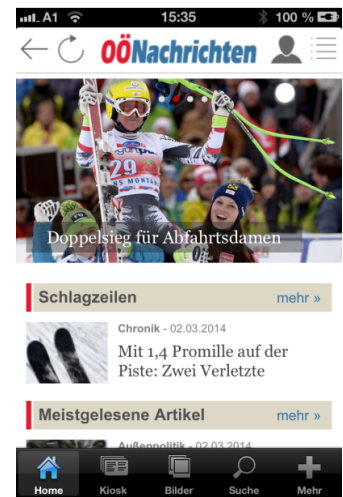 A1 15:35 100 %
OÖNachrichten
29
Doppelsieg für Abfahrtsdamen
Schlagzeilen mehr »
Chronik - 02.03.2014
Mit 1,4 Promille auf der
Piste: Zwei Verletzte
Meistgelesene Artikel mehr »
Außenpolitik - 02.03.2014
Home Kiosk Bilder Suche Mehr